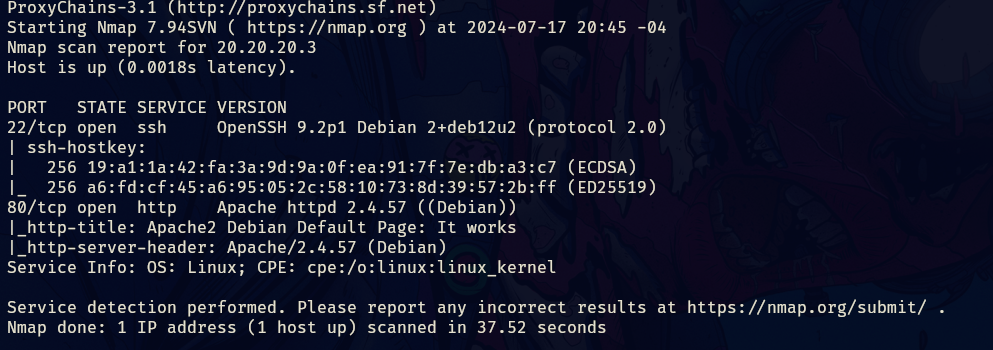 ProxyChains-3.1 (http://proxychains.sf.net)
Starting Nmap 7.94SVN ( https://nmap.org ) at 2024-07-17 20:45 -04
Nmap scan report for 20.20.20.3
Host is up (0.0018s latency).
PORT   STATE SERVICE VERSION
22/tcp open  ssh     OpenSSH 9.2p1 Debian 2+deb12u2 (protocol 2.0)
| ssh-hostkey:
|   256 19:a1:1a:42:fa:3a:9d:9a:0f:ea:91:7f:7e:db:a3:c7 (ECDSA)
|_  256 a6:fd:cf:45:a6:95:05:2c:58:10:73:8d:39:57:2b:ff (ED25519)
80/tcp open  http    Apache httpd 2.4.57 ((Debian))
|_http-title: Apache2 Debian Default Page: It works
|_http-server-header: Apache/2.4.57 (Debian)
Service Info: OS: Linux; CPE: cpe:/o:linux:linux_kernel
Service detection performed. Please report any incorrect results at https://nmap.org/submit/ .
Nmap done: 1 IP address (1 host up) scanned in 37.52 seconds